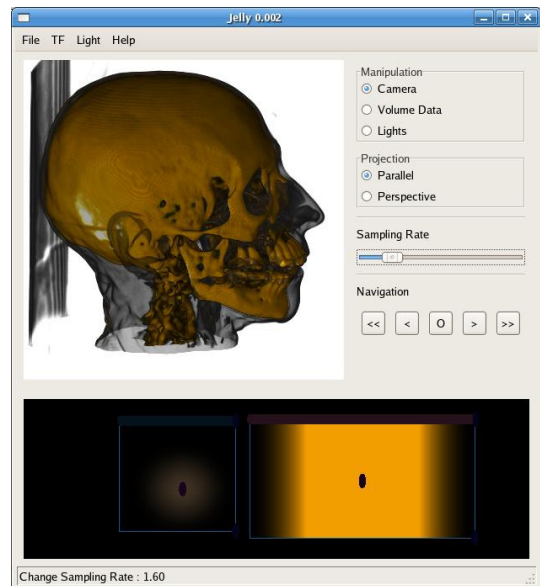 Jelly 0.002
File TF Light Help
Manipulation
Camera
Volume Data
Lights
Projection
Parallel
Perspective
Sampling Rate
Navigation
<< < O > >>
Change Sampling Rate : 1.60